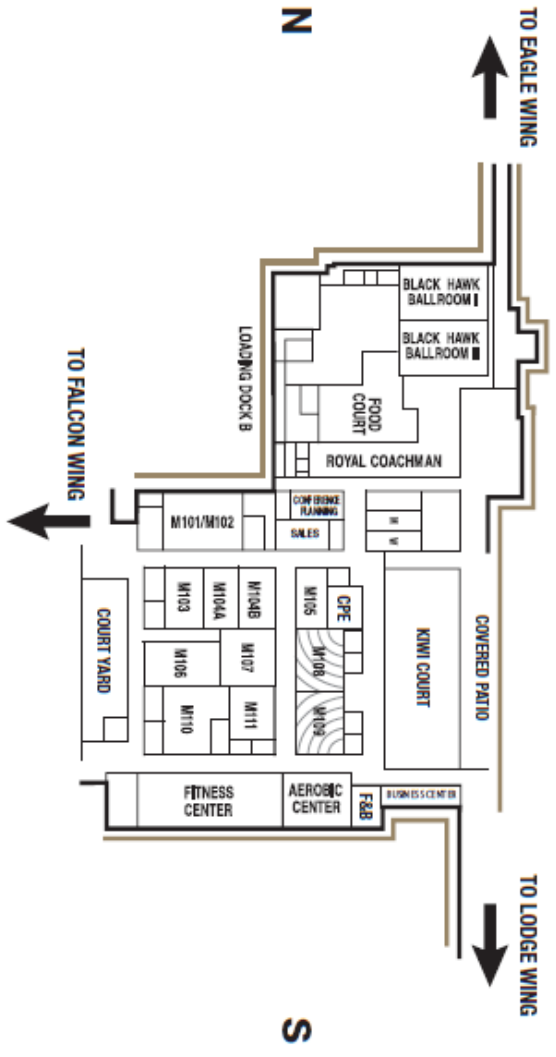 N
TO EAGLE WING
BLACK HAWK
BALLROOM I
BLACK HAWK
BALLROOM II
LOADING DOCK B
FOOD
COURT
TO FALCON WING
ROYAL COACHMAN
M101/M102
CONFERENCE
PLANNING
SALES
M
W
M103
M104A
M104B
M105
CPE
M106
M107
M108
M109
M110
M111
COURT YARD
KIWI COURT
COVERED PATIO
FITNESS
CENTER
AEROBIC
CENTER
F&B
BUSINESS CENTER
TO LODGE WING
S